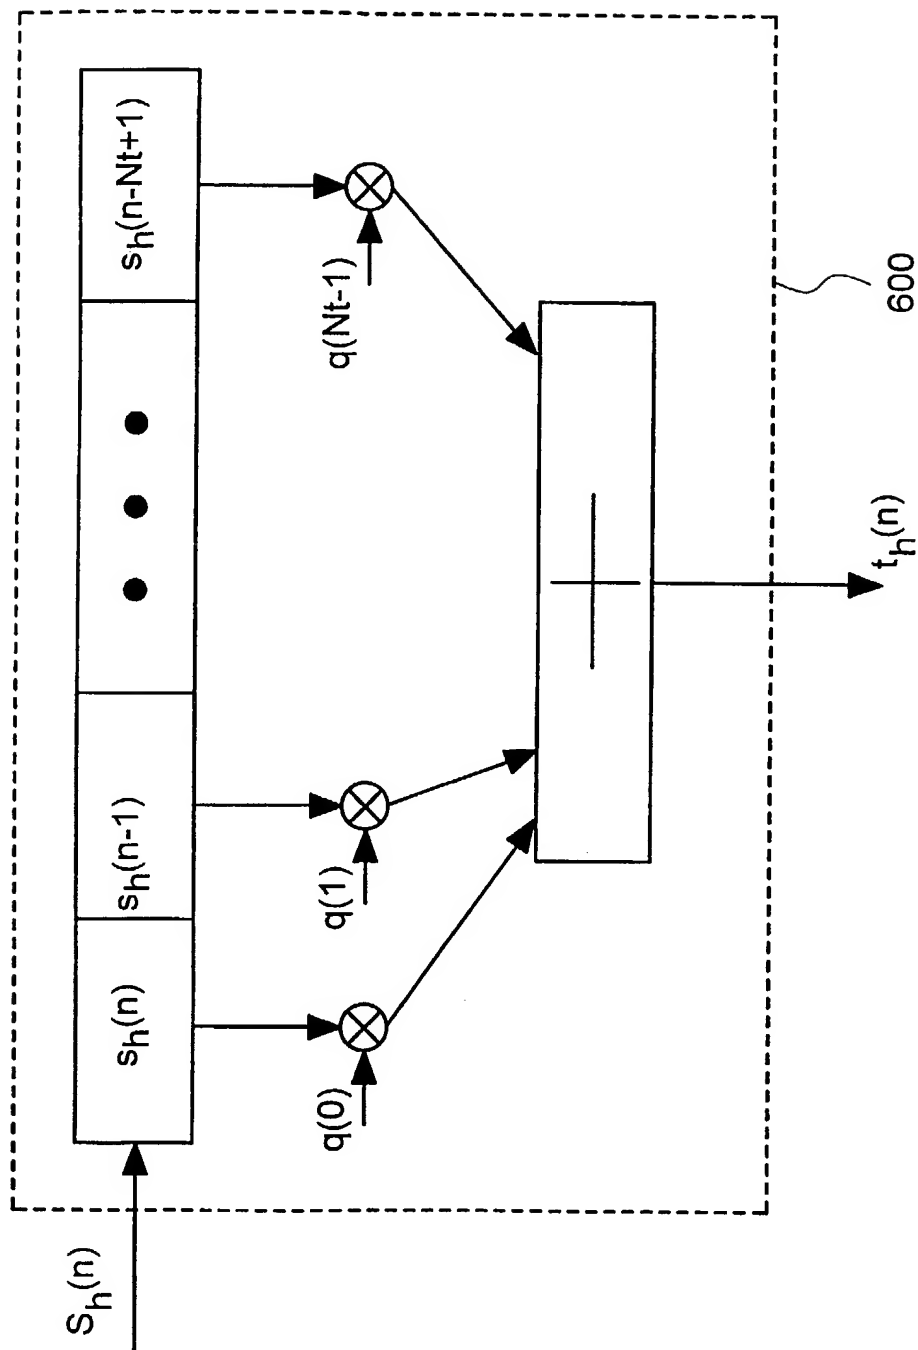 S_h(n)
s_h(n)
s_h(n-1)
s_h(n-Nt+1)
q(0)
q(1)
q(Nt-1)
t_h(n)
600